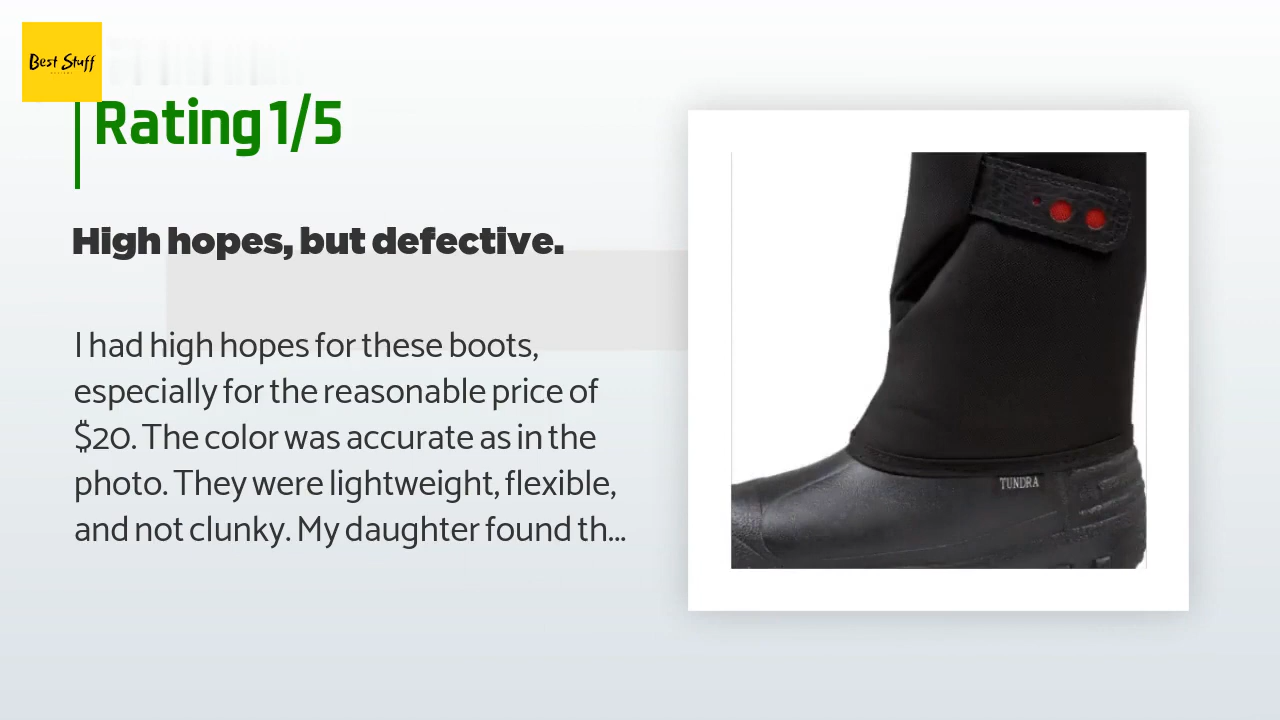 Best Stuff
Rating 1/5
High hopes, but defective.
I had high hopes for these boots,
especially for the reasonable price of
$20. The color was accurate as in the
photo. They were lightweight, flexible,
and not clunky. My daughter found th...
TUNDRA